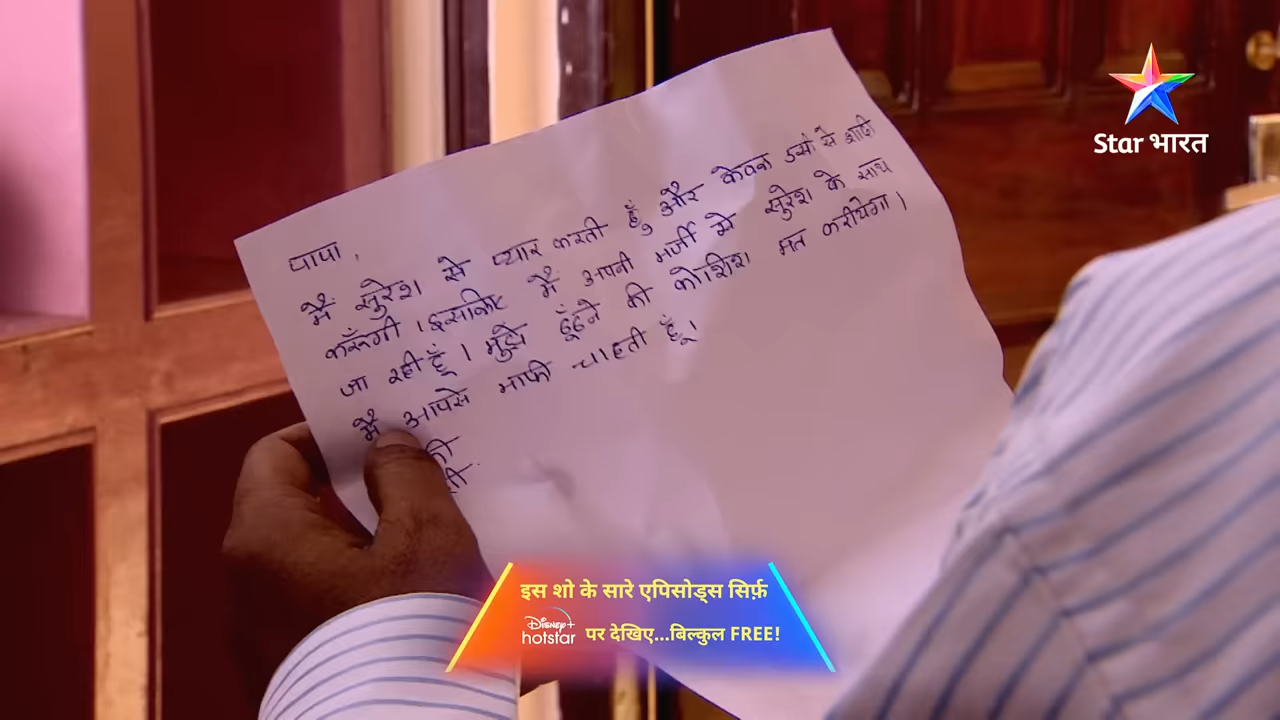 Star भारत
पापा,
मैं सुरेश से प्यार करती हूँ और केवल उसी से शादी
करूँगी । इसलिए मैं अपनी मर्जी से सुरेश के साथ
जा रही हूँ । मुझे ढूँढने की कोशिश मत करीयेगा ।
मैं आपसे माफी चाहती हूँ ।
इस शो के सारे एपिसोड्स सिर्फ़
Disney+ hotstar पर देखिए...बिल्कुल FREE!